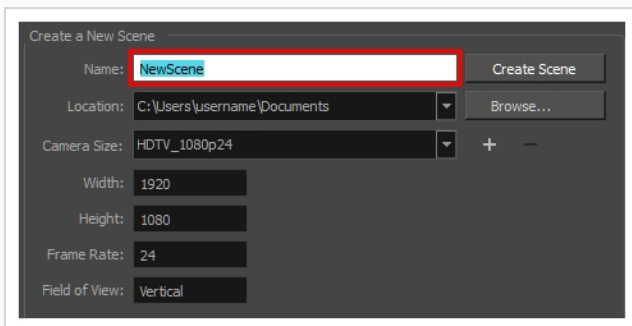 Create a New Scene
Name: NewScene Create Scene
Location: C:\Users\username\Documents Browse...
Camera Size: HDTV_1080p24 + −
Width: 1920
Height: 1080
Frame Rate: 24
Field of View: Vertical